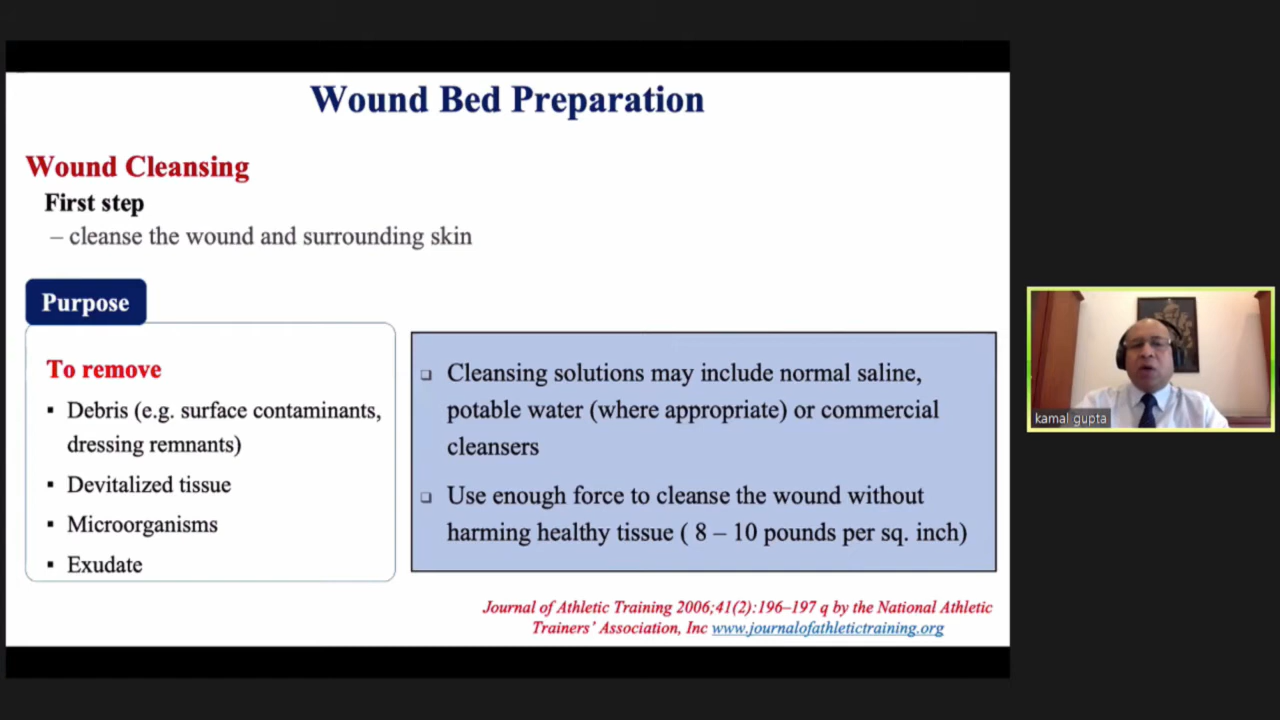 Wound Bed Preparation
Wound Cleansing
First step
– cleanse the wound and surrounding skin
Purpose
To remove
▪ Debris (e.g. surface contaminants,
dressing remnants)
▪ Devitalized tissue
▪ Microorganisms
▪ Exudate
❑ Cleansing solutions may include normal saline,
potable water (where appropriate) or commercial
cleansers
❑ Use enough force to cleanse the wound without
harming healthy tissue ( 8 – 10 pounds per sq. inch)
Journal of Athletic Training 2006;41(2):196–197 q by the National Athletic
Trainers’ Association, Inc www.journalofathletictraining.org
kamal gupta